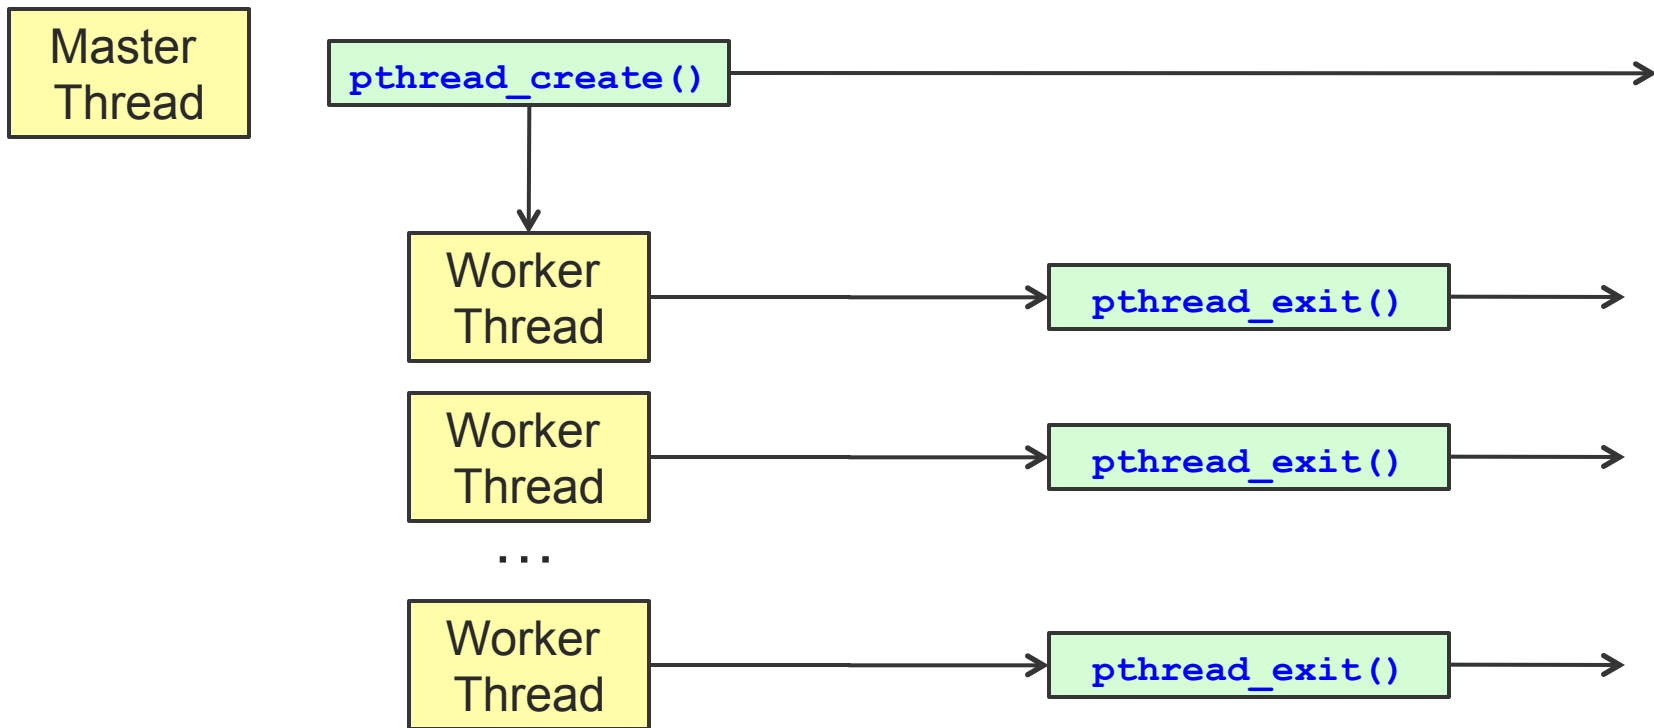 Master
Thread
pthread_create()
Worker
Thread
pthread_exit()
Worker
Thread
pthread_exit()
...
Worker
Thread
pthread_exit()